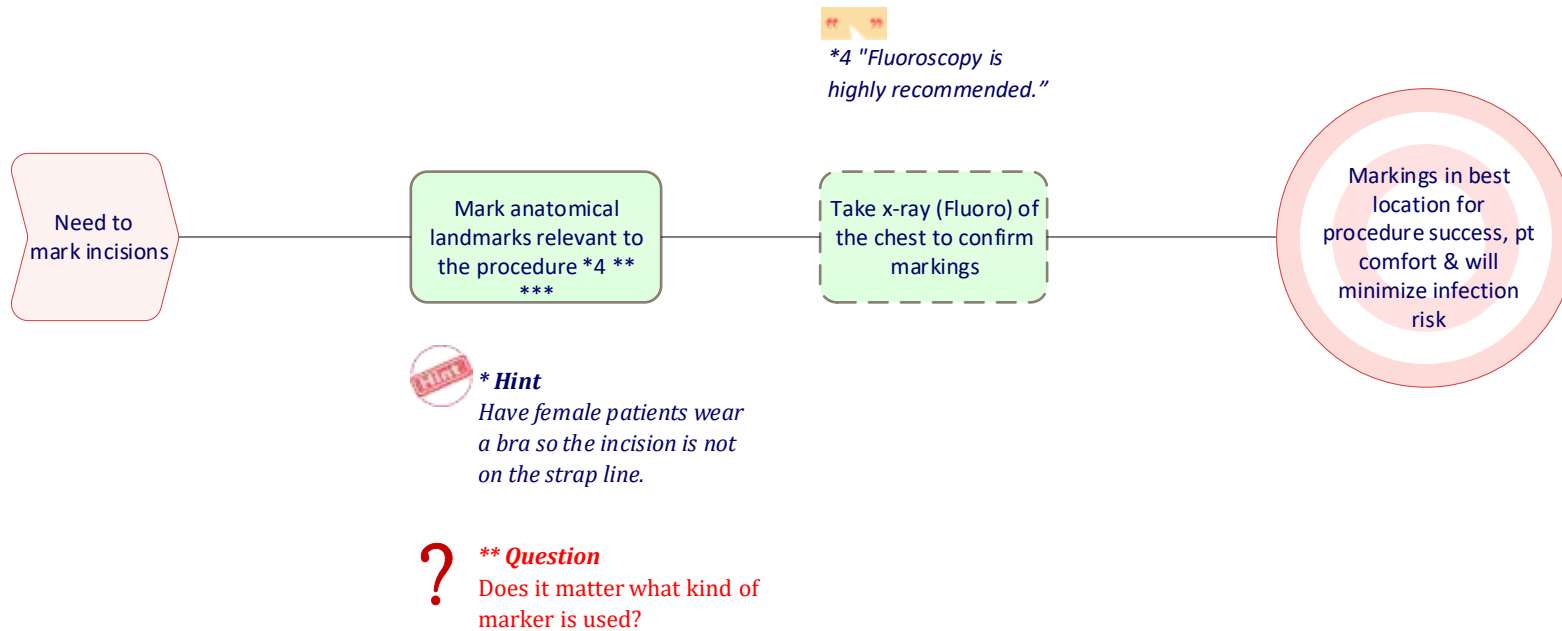 *4 "Fluoroscopy is
highly recommended.”
Need to
mark incisions
Mark anatomical
landmarks relevant to
the procedure *4 **
***
Take x-ray (Fluoro) of
the chest to confirm
markings
Markings in best
location for
procedure success, pt
comfort & will
minimize infection
risk
Hint
* Hint
Have female patients wear
a bra so the incision is not
on the strap line.
?
** Question
Does it matter what kind of
marker is used?